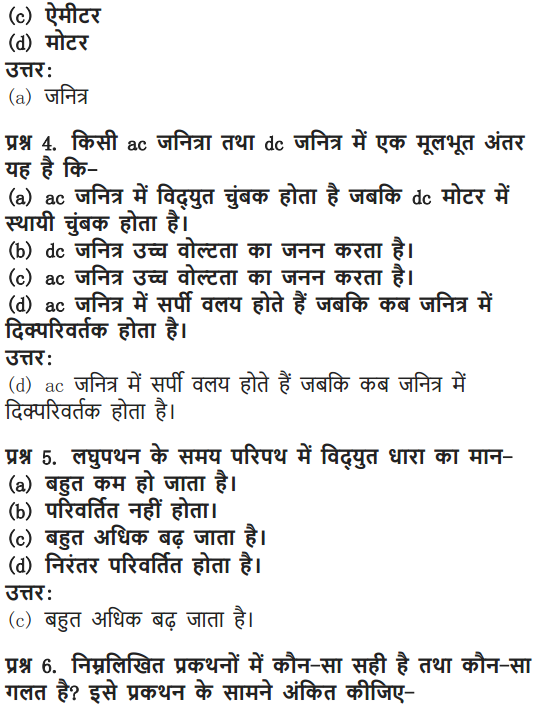 (c) ऐमीटर
(d) मोटर
उत्तर:
(a) जनित्र
प्रश्न 4. किसी ac जनित्रा तथा dc जनित्र में एक मूलभूत अंतर
यह है कि-
(a) ac जनित्र में विद्युत चुंबक होता है जबकि dc मोटर में
स्थायी चुंबक होता है।
(b) dc जनित्र उच्च वोल्टता का जनन करता है।
(c) ac जनित्र उच्च वोल्टता का जनन करता है।
(d) ac जनित्र में सर्पी वलय होते हैं जबकि कब जनित्र में
दिक्परिवर्तक होता है।
उत्तर:
(d) ac जनित्र में सर्पी वलय होते हैं जबकि कब जनित्र में
दिक्परिवर्तक होता है।
प्रश्न 5. लघुपथन के समय परिपथ में विद्युत धारा का मान-
(a) बहुत कम हो जाता है।
(b) परिवर्तित नहीं होता।
(c) बहुत अधिक बढ़ जाता है।
(d) निरंतर परिवर्तित होता है।
उत्तर:
(c) बहुत अधिक बढ़ जाता है।
प्रश्न 6. निम्नलिखित प्रकथनों में कौन-सा सही है तथा कौन-सा
गलत है? इसे प्रकथन के सामने अंकित कीजिए-